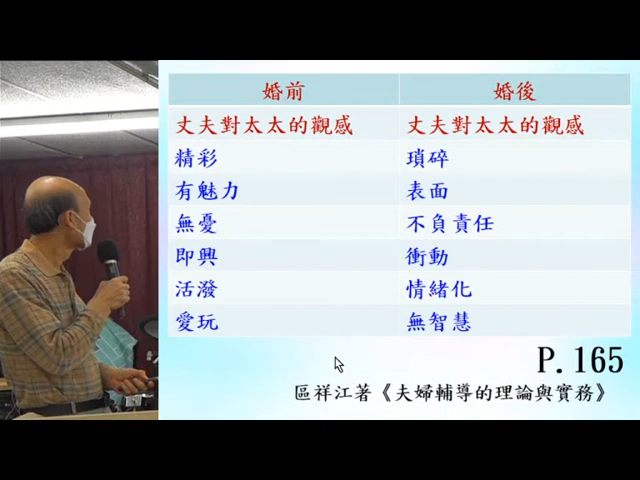 婚前 婚後
丈夫對太太的觀感 丈夫對太太的觀感
精彩 瑣碎
有魅力 表面
無憂 不負責任
即興 衝動
活潑 情緒化
愛玩 無智慧
P.165
區祥江著《夫婦輔導的理論與實務》